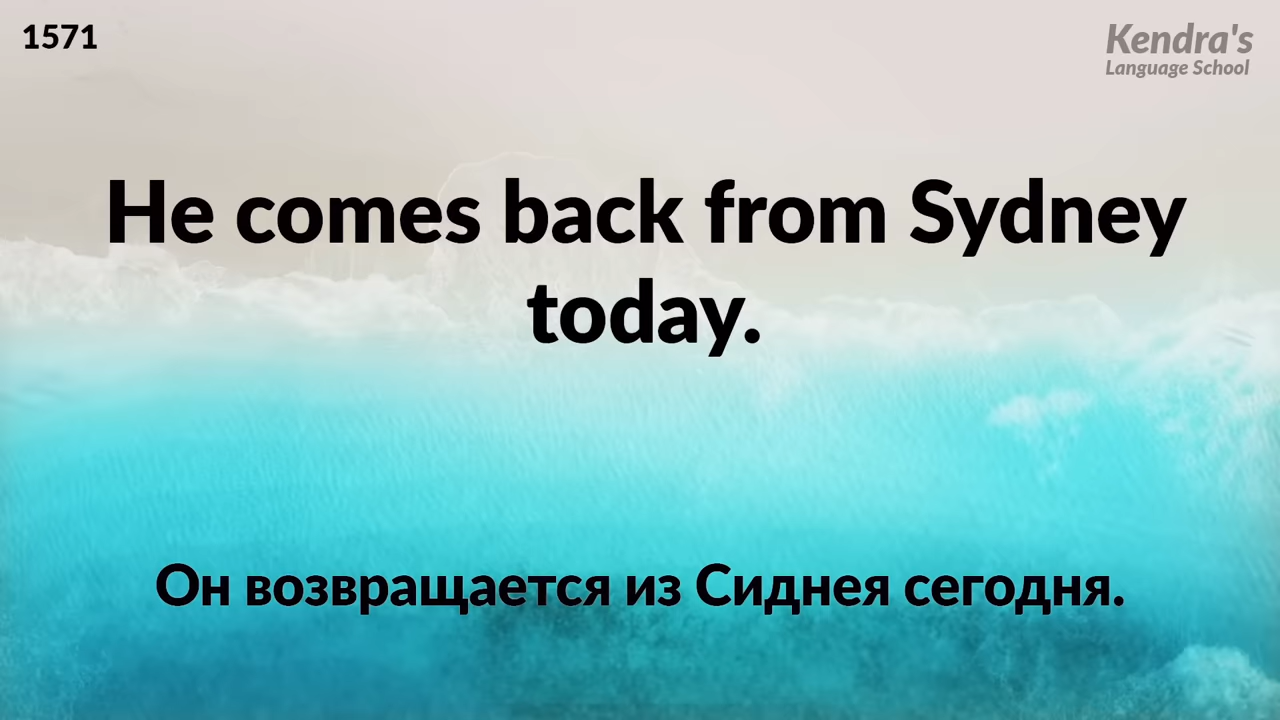 1571
Kendra's
Language School
He comes back from Sydney
today.
Он возвращается из Сиднея сегодня.